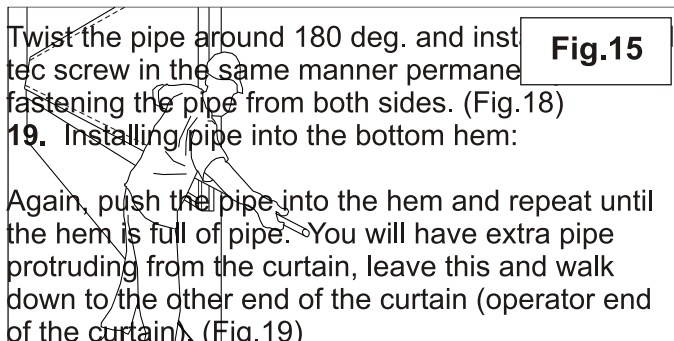 Twist the pipe around 180 deg. and
tec screw in the same manner
fastening the pipe from both sides. (Fig.18)
19. Installing pipe into the bottom hem:
Again, push the pipe into the hem and repeat until
the hem is full of pipe. You will have extra pipe
protruding from the curtain, leave this and walk
down to the other end of the curtain (operator end
of the curtain). (Fig.19)
Fig.15